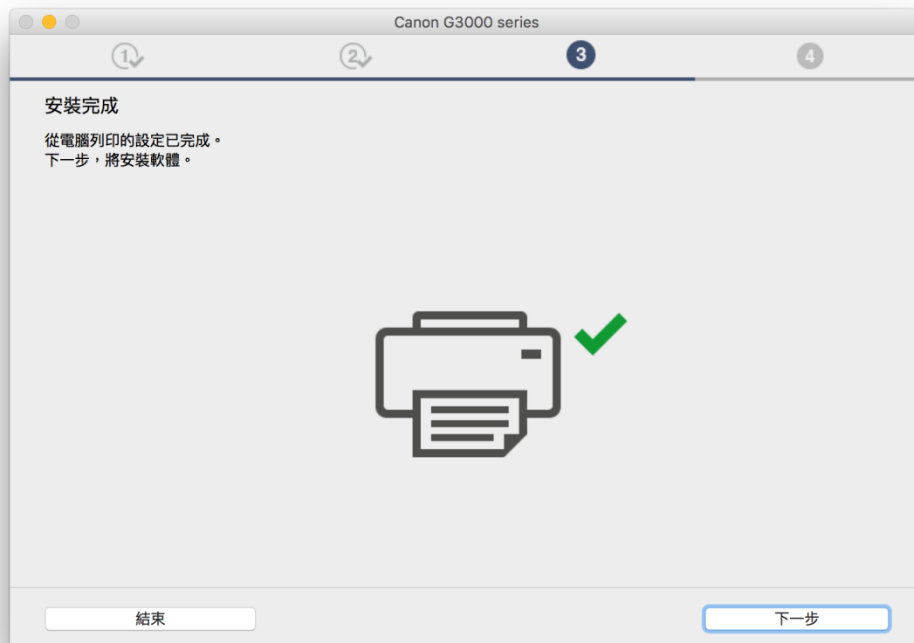 Canon G3000 series
1
2
3
4
安裝完成
從電腦列印的設定已完成。
下一步，將安裝軟體。
結束
下一步